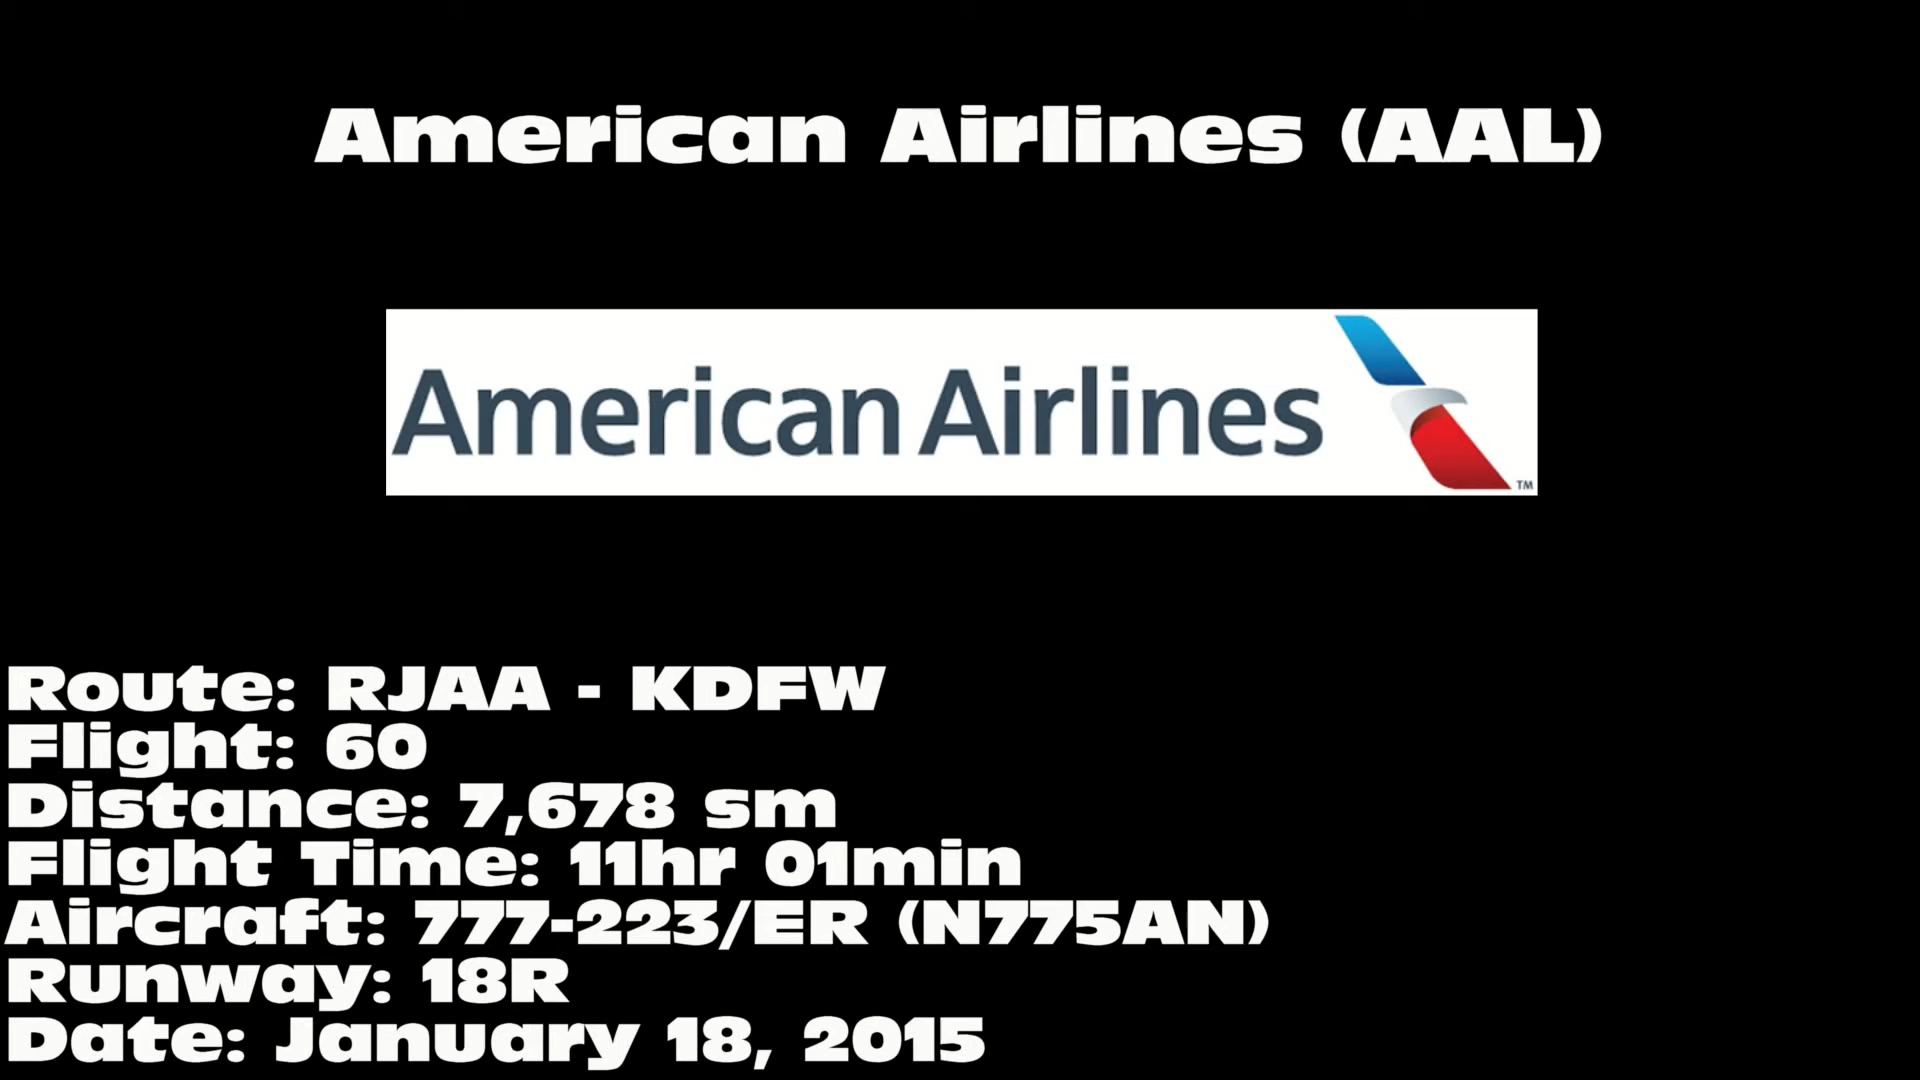 American Airlines (AAL)
American Airlines
TM
Route: RJAA - KDFW
Flight: 60
Distance: 7,678 sm
Flight Time: 11hr 01min
Aircraft: 777-223/ER (N775AN)
Runway: 18R
Date: January 18, 2015